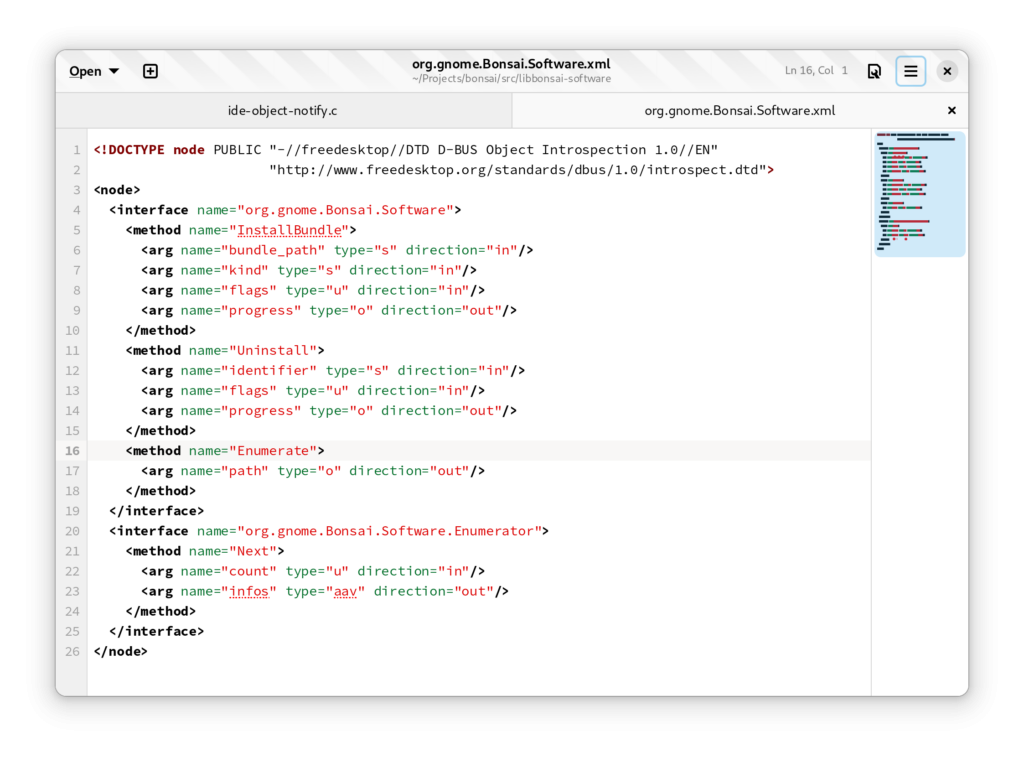 Open
org.gnome.Bonsai.Software.xml
~/Projects/bonsai/src/libbonsai-software
Ln 16, Col 1
ide-object-notify.c
org.gnome.Bonsai.Software.xml
1 <!DOCTYPE node PUBLIC "-//freedesktop//DTD D-BUS Object Introspection 1.0//EN"
2 "http://www.freedesktop.org/standards/dbus/1.0/introspect.dtd">
3 <node>
4 <interface name="org.gnome.Bonsai.Software">
5 <method name="InstallBundle">
6 <arg name="bundle_path" type="s" direction="in"/>
7 <arg name="kind" type="s" direction="in"/>
8 <arg name="flags" type="u" direction="in"/>
9 <arg name="progress" type="o" direction="out"/>
10 </method>
11 <method name="Uninstall">
12 <arg name="identifier" type="s" direction="in"/>
13 <arg name="flags" type="u" direction="in"/>
14 <arg name="progress" type="o" direction="out"/>
15 </method>
16 <method name="Enumerate">
17 <arg name="path" type="o" direction="out"/>
18 </method>
19 </interface>
20 <interface name="org.gnome.Bonsai.Software.Enumerator">
21 <method name="Next">
22 <arg name="count" type="u" direction="in"/>
23 <arg name="infos" type="aav" direction="out"/>
24 </method>
25 </interface>
26 </node>